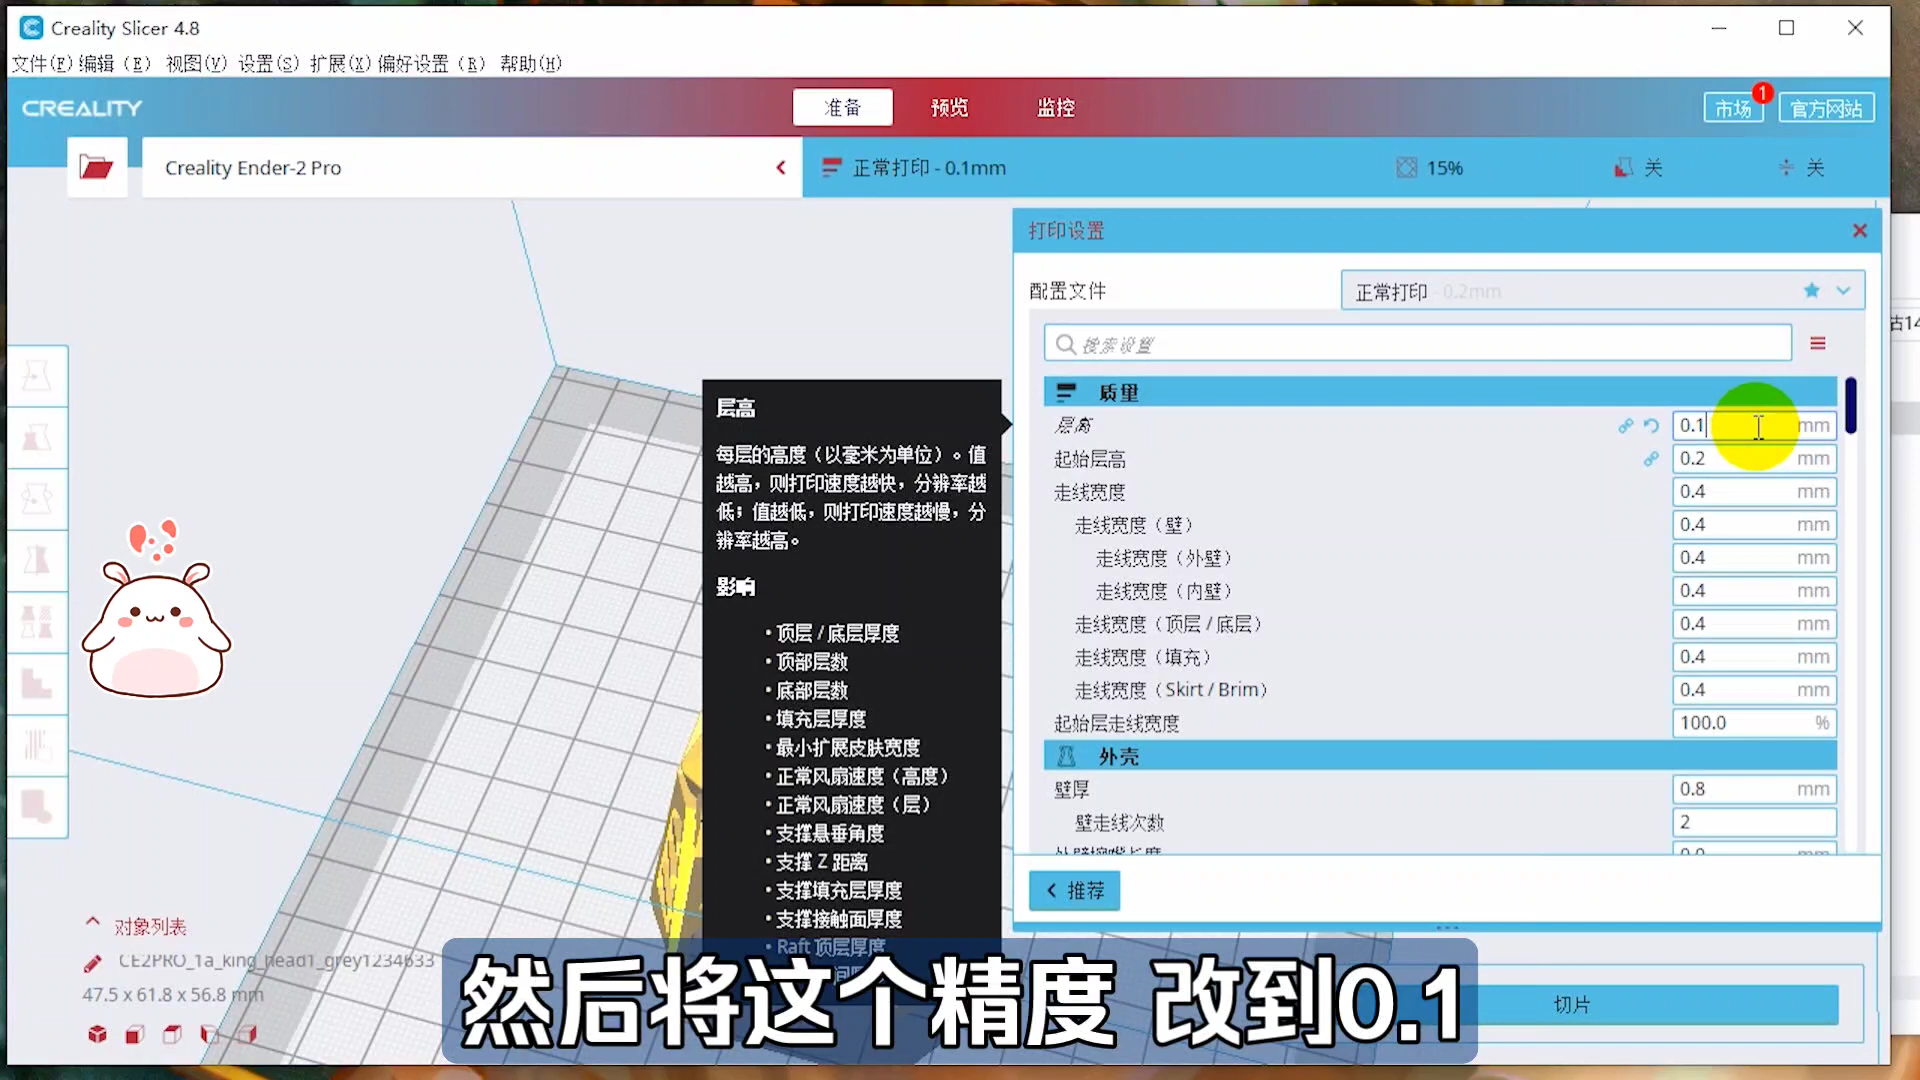 Creality Slicer 4.8
文件(F) 编辑(E) 视图(V) 设置(S) 扩展(X) 偏好设置(R) 帮助(H)
CREALITY
准备
预览
监控
市场
1
官方网站
Creality Ender-2 Pro
正常打印 - 0.1mm
15%
关
关
打印设置
配置文件
正常打印 - 0.2mm
搜索设置
质量
层高
0.1 mm
起始层高
0.2 mm
走线宽度
0.4 mm
走线宽度（壁）
0.4 mm
走线宽度（外壁）
0.4 mm
走线宽度（内壁）
0.4 mm
走线宽度（顶层 / 底层）
0.4 mm
走线宽度（填充）
0.4 mm
走线宽度（Skirt / Brim）
0.4 mm
起始层走线宽度
100.0 %
外壳
壁厚
0.8 mm
壁走线次数
2
0.0 mm
推荐
切片
层高
每层的高度（以毫米为单位）。值
越高，则打印速度越快，分辨率越
低；值越低，则打印速度越慢，分
辨率越高。
影响
• 顶层 / 底层厚度
• 顶部层数
• 底部层数
• 填充层厚度
• 最小扩展皮肤宽度
• 正常风扇速度（高度）
• 正常风扇速度（层）
• 支撑悬垂角度
• 支撑 Z 距离
• 支撑填充层厚度
• 支撑接触面厚度
• Raft 顶层厚度
对象列表
CE2PRO_1a_king_head1_grey1234633
47.5 x 61.8 x 56.8 mm
然后将这个精度 改到0.1